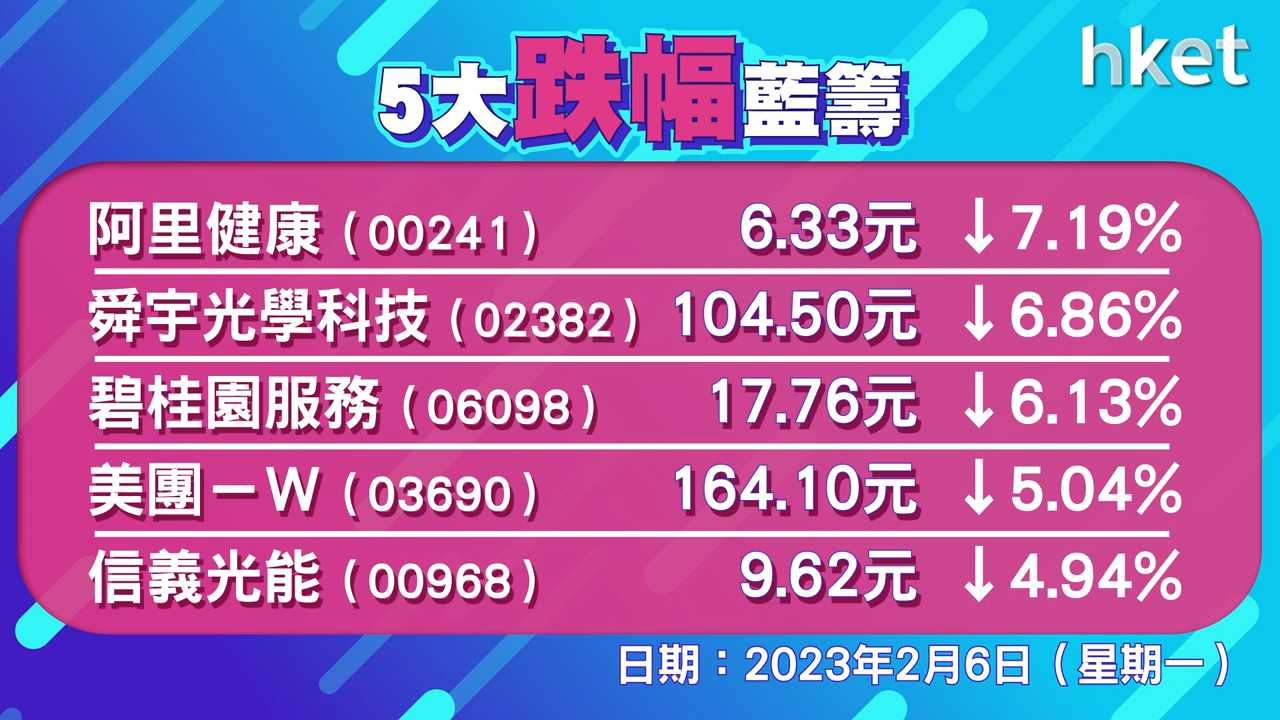 hket
5大跌幅藍籌
阿里健康（00241） 6.33元 ↓7.19%
舜宇光學科技（02382） 104.50元 ↓6.86%
碧桂園服務（06098） 17.76元 ↓6.13%
美團－W（03690） 164.10元 ↓5.04%
信義光能（00968） 9.62元 ↓4.94%
日期：2023年2月6日（星期一）